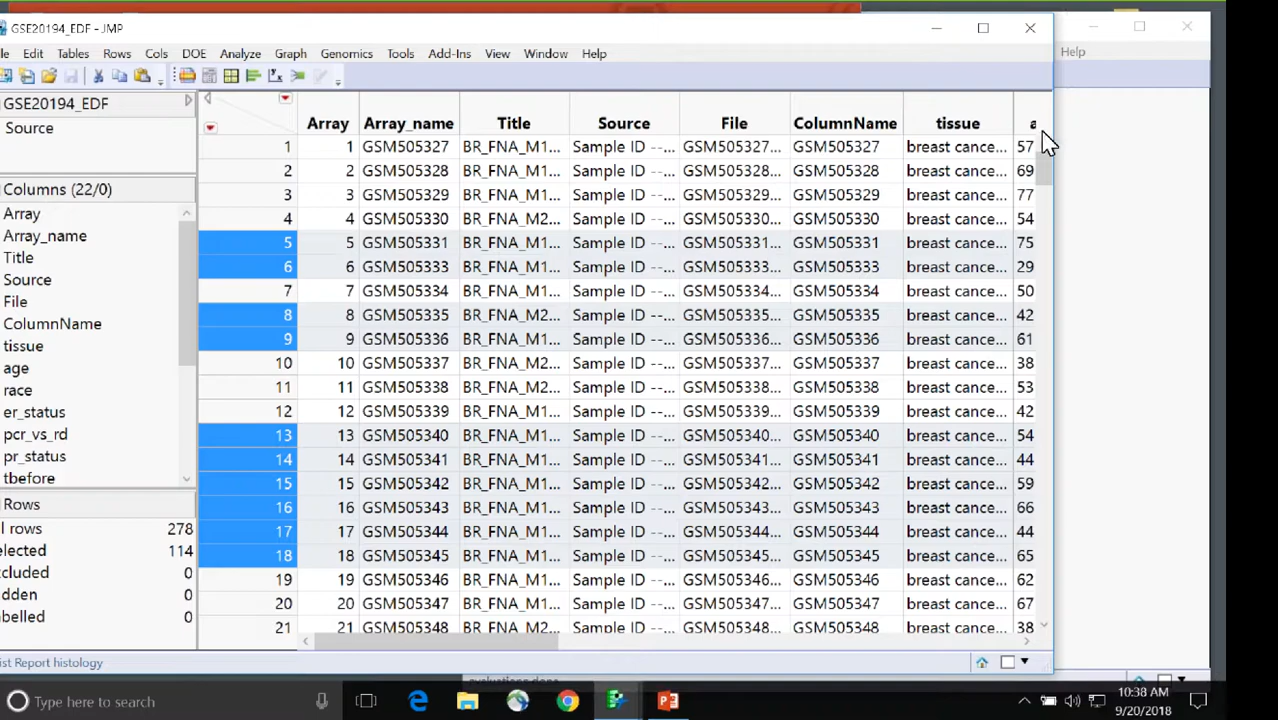 GSE20194_EDF - JMP
Edit Tables Rows Cols DOE Analyze Graph Genomics Tools Add-Ins View Window Help
Help
GSE20194_EDF
Source
Columns (22/0)
Array
Array_name
Title
Source
File
ColumnName
tissue
age
race
er_status
pcr_vs_rd
pr_status
tbefore
Rows
l rows 278
elected 114
xcluded 0
dden 0
abelled 0
Array Array_name Title Source File ColumnName tissue a
1 1 GSM505327 BR_FNA_M1... Sample ID --... GSM505327... GSM505327 breast cance... 57
2 2 GSM505328 BR_FNA_M1... Sample ID --... GSM505328... GSM505328 breast cance... 69
3 3 GSM505329 BR_FNA_M1... Sample ID --... GSM505329... GSM505329 breast cance... 77
4 4 GSM505330 BR_FNA_M2... Sample ID --... GSM505330... GSM505330 breast cance... 54
5 5 GSM505331 BR_FNA_M1... Sample ID --... GSM505331... GSM505331 breast cance... 75
6 6 GSM505333 BR_FNA_M1... Sample ID --... GSM505333... GSM505333 breast cance... 29
7 7 GSM505334 BR_FNA_M1... Sample ID --... GSM505334... GSM505334 breast cance... 50
8 8 GSM505335 BR_FNA_M2... Sample ID --... GSM505335... GSM505335 breast cance... 42
9 9 GSM505336 BR_FNA_M1... Sample ID --... GSM505336... GSM505336 breast cance... 61
10 10 GSM505337 BR_FNA_M2... Sample ID --... GSM505337... GSM505337 breast cance... 38
11 11 GSM505338 BR_FNA_M2... Sample ID --... GSM505338... GSM505338 breast cance... 53
12 12 GSM505339 BR_FNA_M1... Sample ID --... GSM505339... GSM505339 breast cance... 42
13 13 GSM505340 BR_FNA_M1... Sample ID --... GSM505340... GSM505340 breast cance... 54
14 14 GSM505341 BR_FNA_M1... Sample ID --... GSM505341... GSM505341 breast cance... 44
15 15 GSM505342 BR_FNA_M1... Sample ID --... GSM505342... GSM505342 breast cance... 59
16 16 GSM505343 BR_FNA_M1... Sample ID --... GSM505343... GSM505343 breast cance... 66
17 17 GSM505344 BR_FNA_M1... Sample ID --... GSM505344... GSM505344 breast cance... 44
18 18 GSM505345 BR_FNA_M1... Sample ID --... GSM505345... GSM505345 breast cance... 65
19 19 GSM505346 BR_FNA_M1... Sample ID --... GSM505346... GSM505346 breast cance... 62
20 20 GSM505347 BR_FNA_M1... Sample ID --... GSM505347... GSM505347 breast cance... 67
21 21 GSM505348 BR_FNA_M2... Sample ID --... GSM505348... GSM505348 breast cance... 38
ist Report histology
Type here to search
10:38 AM
9/20/2018